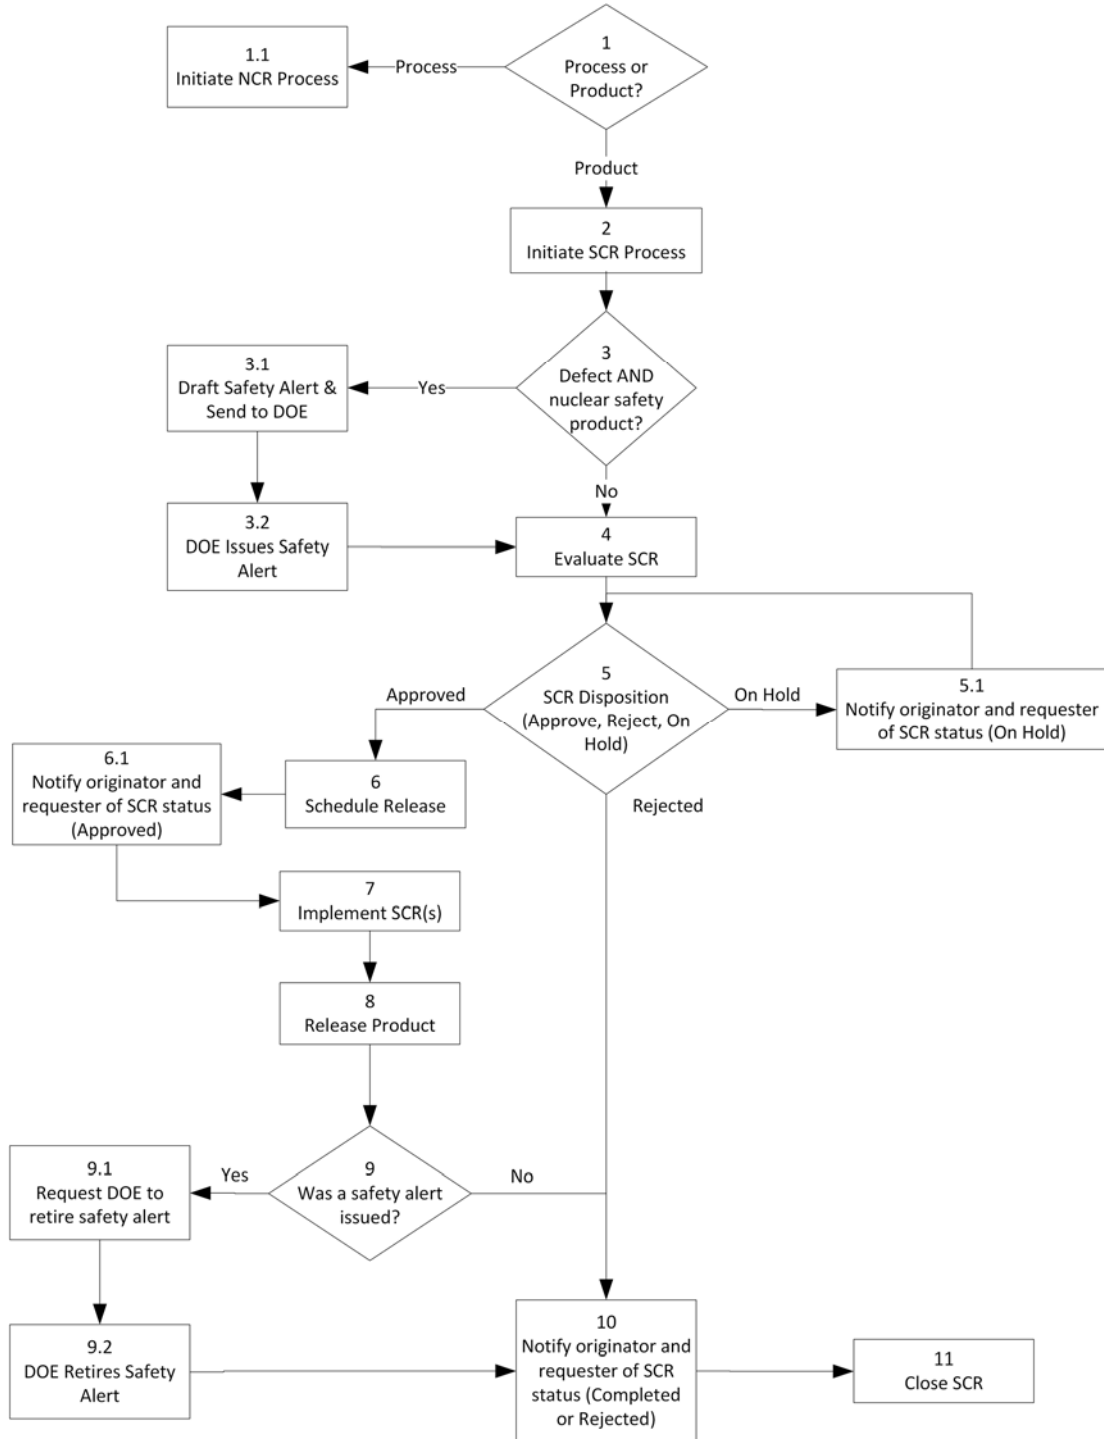 1
Process or
Product?
Process
1.1
Initiate NCR Process
Product
2
Initiate SCR Process
3
Defect AND
nuclear safety
product?
Yes
3.1
Draft Safety Alert &
Send to DOE
No
3.2
DOE Issues Safety
Alert
4
Evaluate SCR
5
SCR Disposition
(Approve, Reject, On
Hold)
Approved
On Hold
5.1
Notify originator and requester
of SCR status (On Hold)
Rejected
6
Schedule Release
6.1
Notify originator and
requester of SCR status
(Approved)
7
Implement SCR(s)
8
Release Product
9
Was a safety alert
issued?
Yes
No
9.1
Request DOE to
retire safety alert
9.2
DOE Retires Safety
Alert
10
Notify originator and
requester of SCR
status (Completed
or Rejected)
11
Close SCR